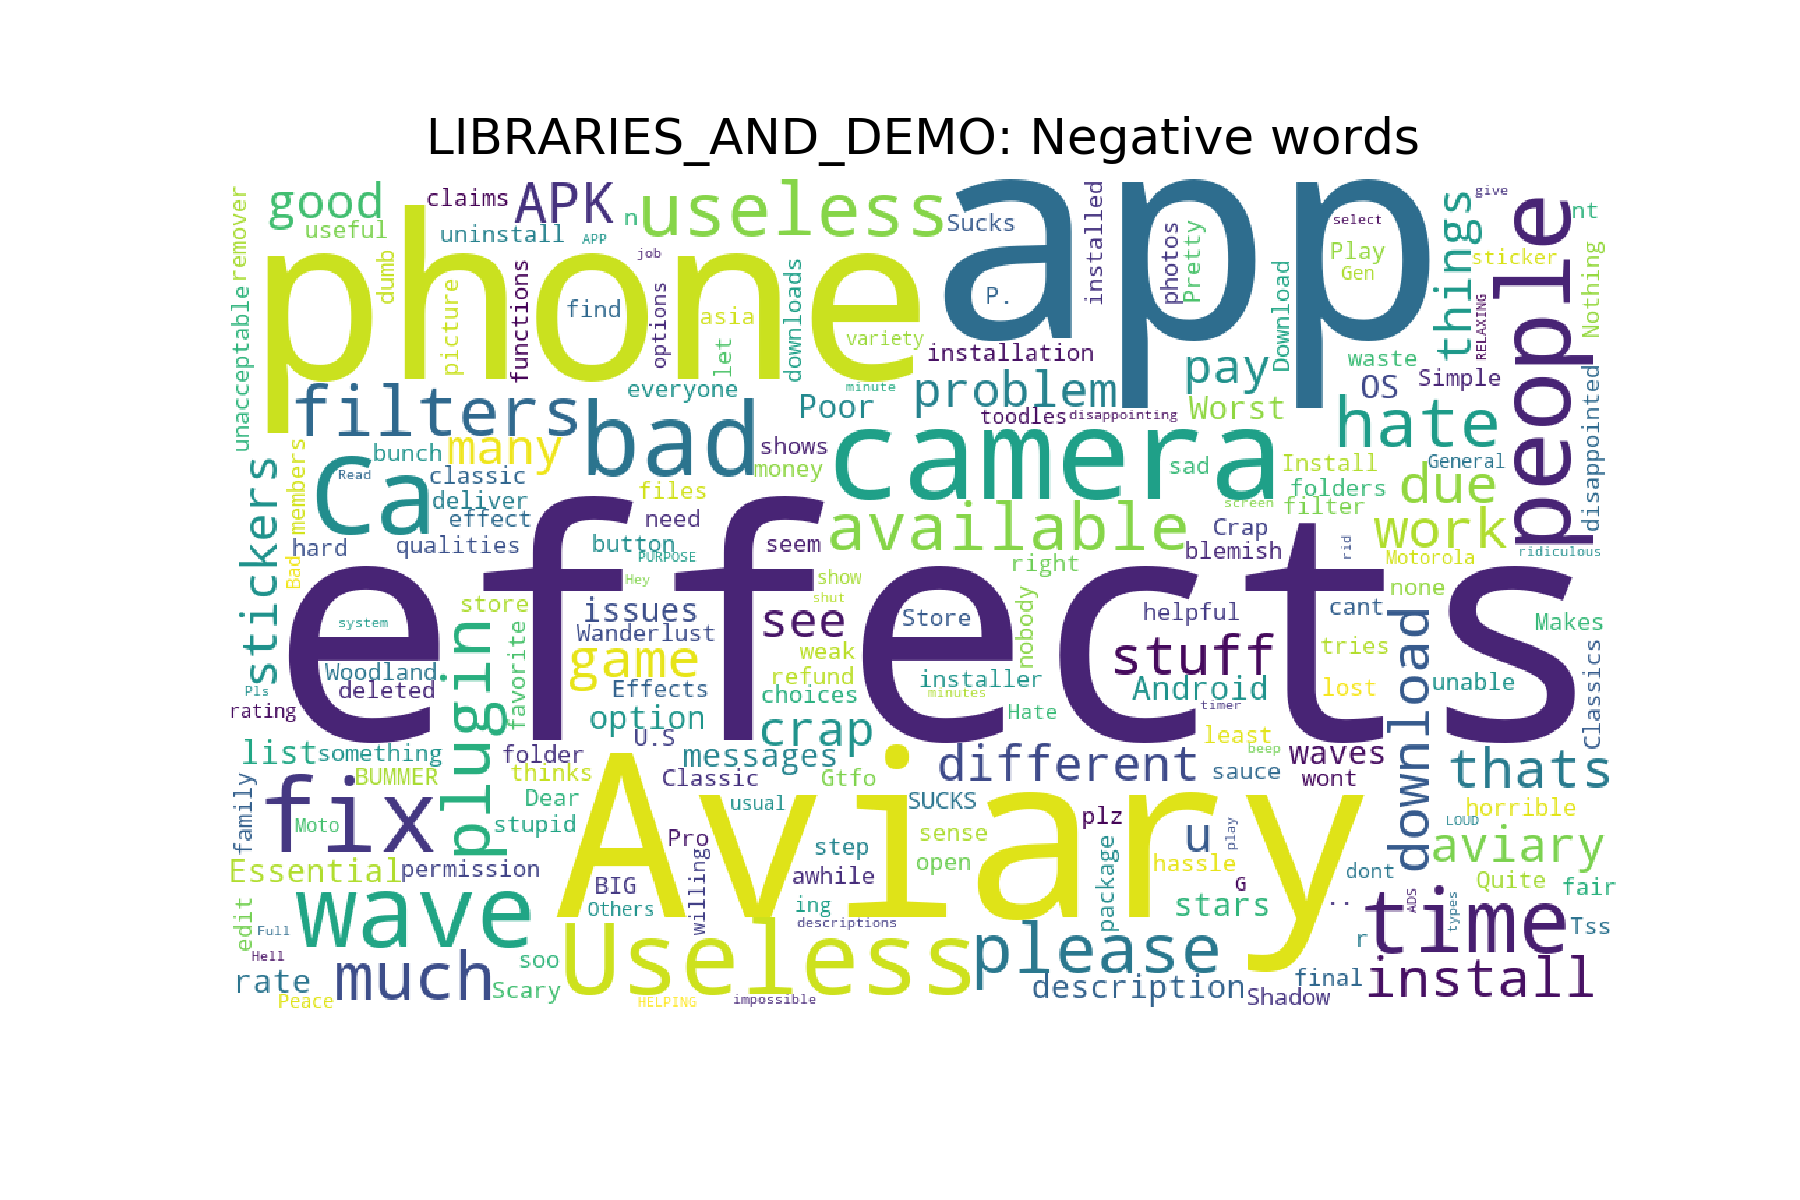 LIBRARIES_AND_DEMO: Negative words
remover
good
useful
claims
APK
uninstall
APP
n
useless
job
Sucks
app
installed
photos
Pretty
select
Play
Gen
things
give
sticker
people
nt
Nothing
phone
dumb
picture
functions
find
options
asia
let
downloads
variety
P.
installation
Download
waste
OS
Simple
RELAXING
unacceptable
filters
everyone
minute
Poor
problem
pay
Worst
toodles
disappointing
hate
disappointed
many
bad
bunch
shows
money
camera
sad
Install
General
folders
filter
due
Read
Ca
classic
deliver
effect
files
need
screen
available
Crap
blemish
work
stickers
Bad
members
hard
qualities
button
PURPOSE
seem
right
rid
Motorola
ridiculous
effects
Hey
show
shut
none
system
store
favorite
issues
Wanderlust
see
Store
nobody
helpful
cant
Makes
download
Woodland
deleted
Pls
rating
plugin
game
weak
refund
Effects
choices
installer
minutes
stuff
Android
tries
lost
unable
Classics
option
U.S
crap
Hate
timer
list
something
folder
messages
different
least
beep
waves
thats
BUMMER
thinks
Classic
Gtfo
sauce
wont
family
fix
Moto
Dear
stupid
usual
SUCKS
Aviary
plz
u
play
horrible
LOUD
aviary
Pro
step
sense
open
package
hassle
dont
Essential
permission
willingo
BIG
awhile
G
Quite
fair
edit
wave
Others
ing
descriptions
stars
..
ADS
types
time
Tss
r
Full
Hell
Useless
please
rate
much
soo
Scary
description
final
install
Peace
HELPING
impossible
Shadow